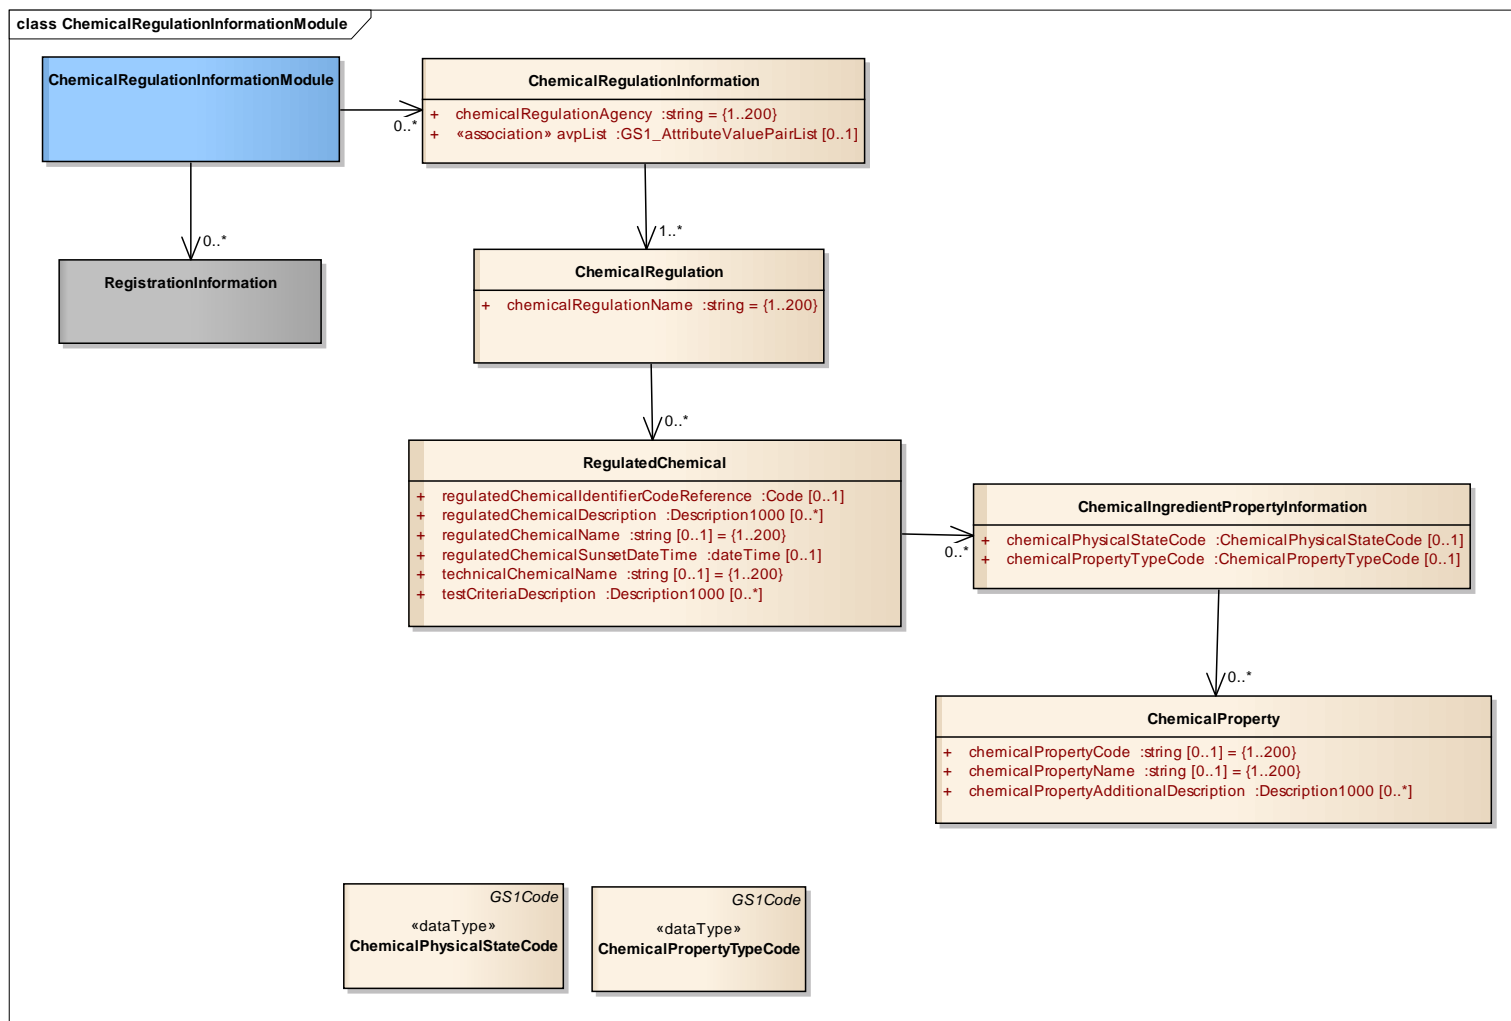 class ChemicalRegulationInformationModule
ChemicalRegulationInformationModule
ChemicalRegulationInformation
+ chemicalRegulationAgency :string = {1..200}
+ «association» avpList :GS1_AttributeValuePairList [0..1]
0..*
0..*
1..*
RegistrationInformation
ChemicalRegulation
+ chemicalRegulationName :string = {1..200}
0..*
RegulatedChemical
+ regulatedChemicalIdentifierCodeReference :Code [0..1]
+ regulatedChemicalDescription :Description1000 [0..*]
+ regulatedChemicalName :string [0..1] = {1..200}
+ regulatedChemicalSunsetDateTime :dateTime [0..1]
+ technicalChemicalName :string [0..1] = {1..200}
+ testCriteriaDescription :Description1000 [0..*]
0..*
ChemicalIngredientPropertyInformation
+ chemicalPhysicalStateCode :ChemicalPhysicalStateCode [0..1]
+ chemicalPropertyTypeCode :ChemicalPropertyTypeCode [0..1]
0..*
ChemicalProperty
+ chemicalPropertyCode :string [0..1] = {1..200}
+ chemicalPropertyName :string [0..1] = {1..200}
+ chemicalPropertyAdditionalDescription :Description1000 [0..*]
GS1Code
«dataType»
ChemicalPhysicalStateCode
GS1Code
«dataType»
ChemicalPropertyTypeCode